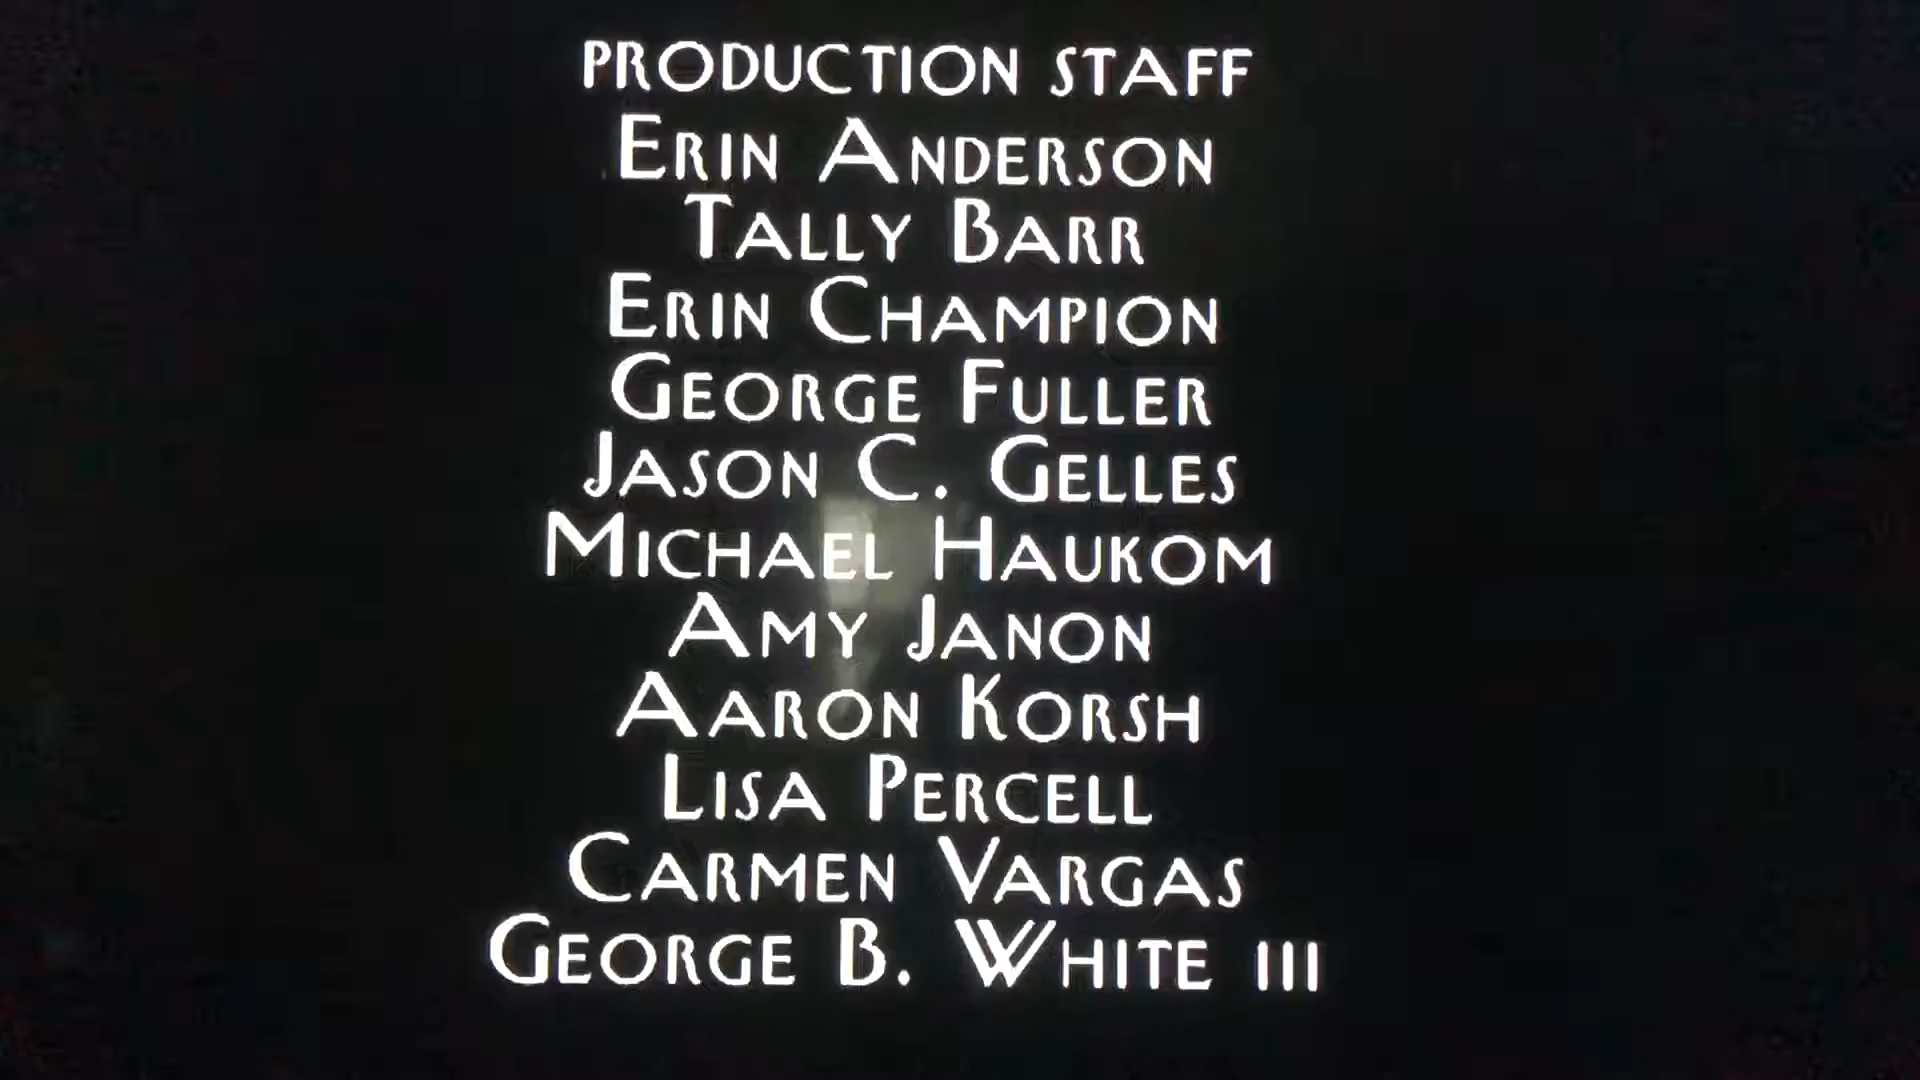 PRODUCTION STAFF
ERIN ANDERSON
TALLY BARR
ERIN CHAMPION
GEORGE FULLER
JASON C. GELLES
MICHAEL HAUKOM
AMY JANON
AARON KORSH
LISA PERCELL
CARMEN VARGAS
GEORGE B. WHITE III